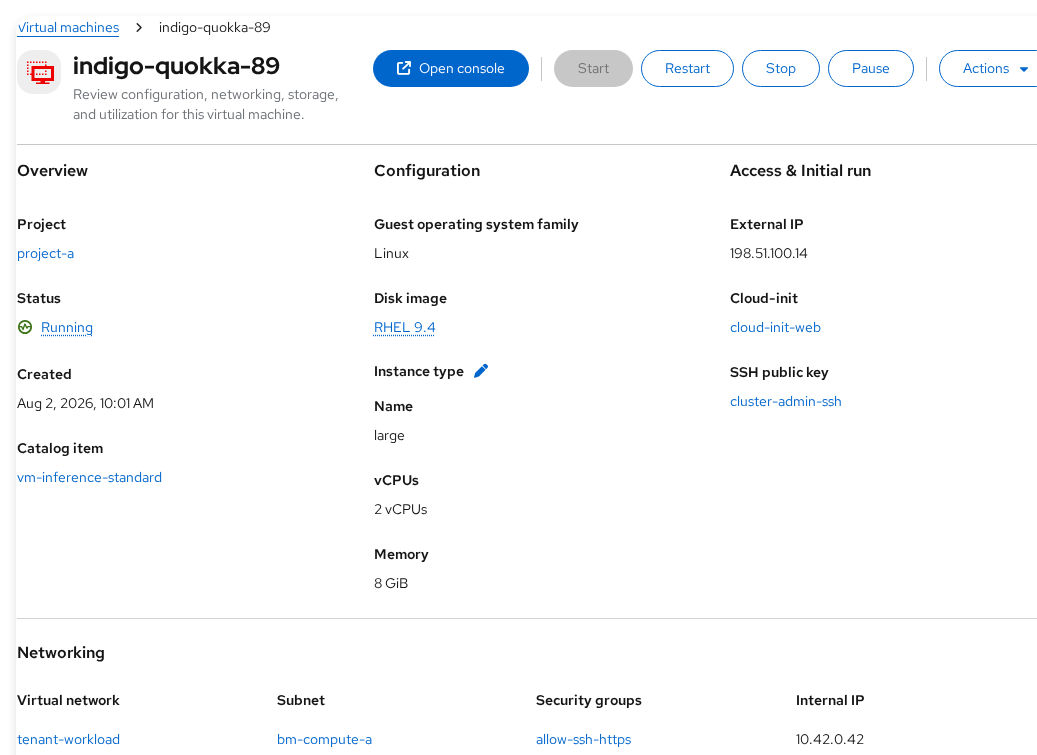 Virtual machines > indigo-quokka-89
indigo-quokka-89
Review configuration, networking, storage,
and utilization for this virtual machine.
Open console
Start
Restart
Stop
Pause
Actions
Overview
Project
project-a
Status
Running
Created
Aug 2, 2026, 10:01 AM
Catalog item
vm-inference-standard
Configuration
Guest operating system family
Linux
Disk image
RHEL 9.4
Instance type
Name
large
vCPUs
2 vCPUs
Memory
8 GiB
Access & Initial run
External IP
198.51.100.14
Cloud-init
cloud-init-web
SSH public key
cluster-admin-ssh
Networking
Virtual network
tenant-workload
Subnet
bm-compute-a
Security groups
allow-ssh-https
Internal IP
10.42.0.42